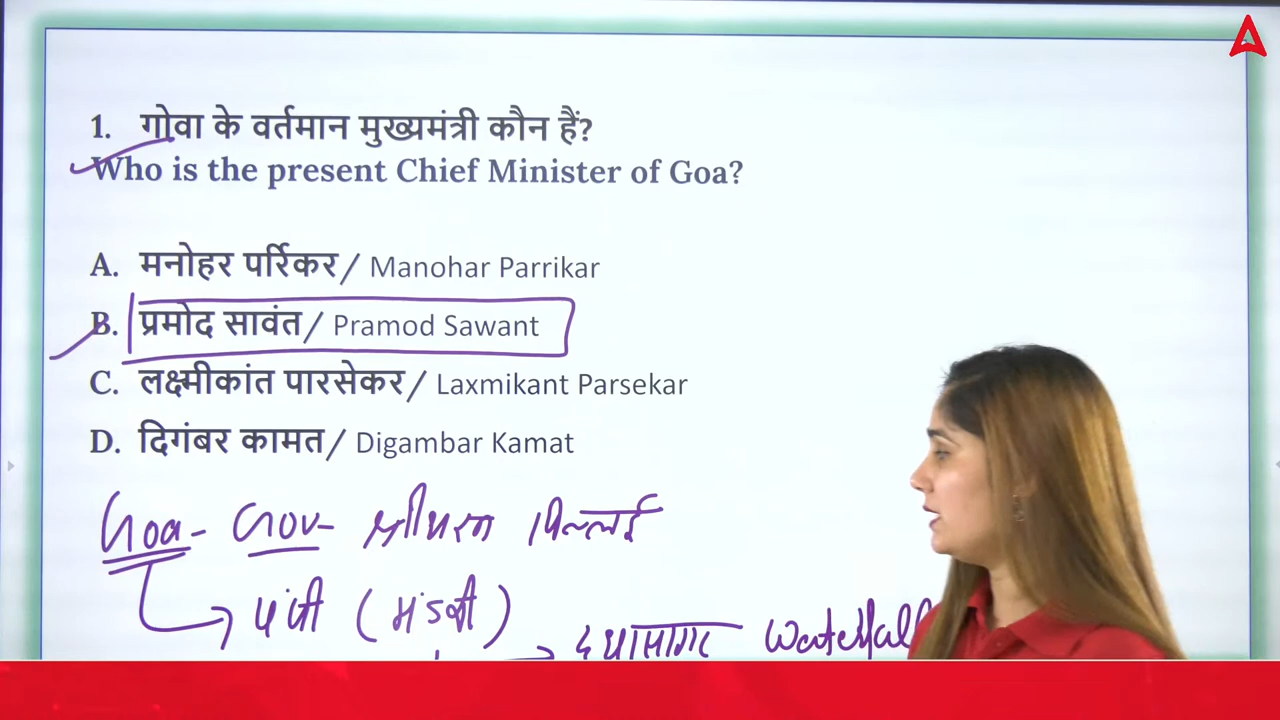 1. गोवा के वर्तमान मुख्यमंत्री कौन हैं?
Who is the present Chief Minister of Goa?
A. मनोहर पर्रिकर/ Manohar Parrikar
B. प्रमोद सावंत/ Pramod Sawant
C. लक्ष्मीकांत पारसेकर/ Laxmikant Parsekar
D. दिगंबर कामत/ Digambar Kamat
Goa- Gov- पिल्लई
Waterfall